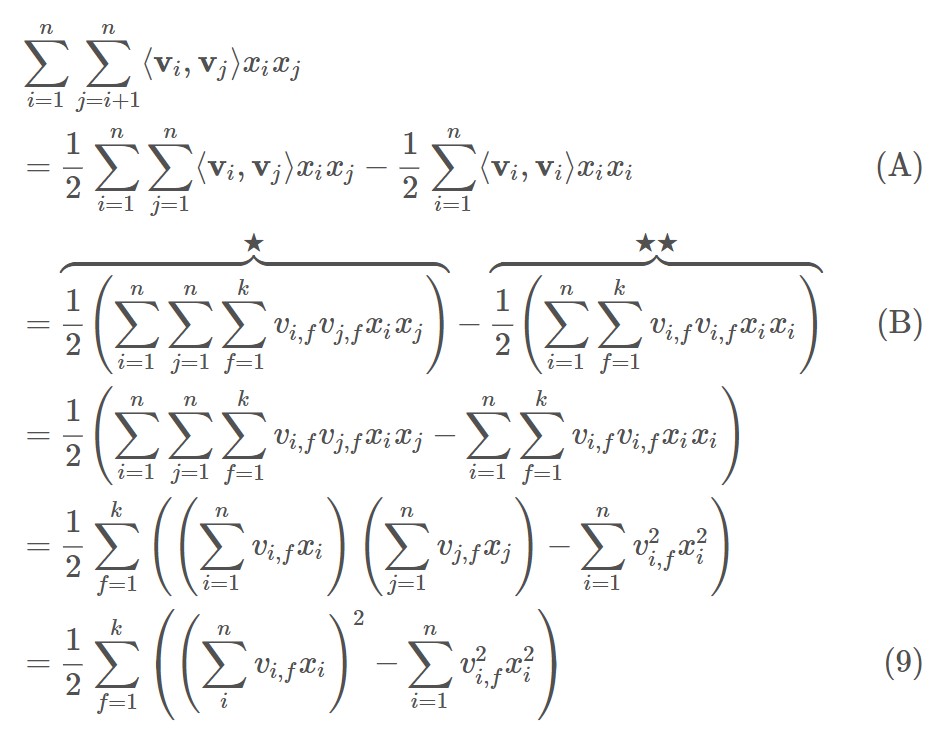 $\sum_{i=1}^{n} \sum_{j=i+1}^{n} \langle \mathbf{v}_i, \mathbf{v}_j \rangle x_i x_j$
$= \frac{1}{2} \sum_{i=1}^{n} \sum_{j=1}^{n} \langle \mathbf{v}_i, \mathbf{v}_j \rangle x_i x_j - \frac{1}{2} \sum_{i=1}^{n} \langle \mathbf{v}_i, \mathbf{v}_i \rangle x_i x_i$ (A)
$= \overbrace{\frac{1}{2} \left( \sum_{i=1}^{n} \sum_{j=1}^{n} \sum_{f=1}^{k} v_{i,f} v_{j,f} x_i x_j \right)}^{\bigstar} - \overbrace{\frac{1}{2} \left( \sum_{i=1}^{n} \sum_{f=1}^{k} v_{i,f} v_{i,f} x_i x_i \right)}^{\bigstar\bigstar}$ (B)
$= \frac{1}{2} \left( \sum_{i=1}^{n} \sum_{j=1}^{n} \sum_{f=1}^{k} v_{i,f} v_{j,f} x_i x_j - \sum_{i=1}^{n} \sum_{f=1}^{k} v_{i,f} v_{i,f} x_i x_i \right)$
$= \frac{1}{2} \sum_{f=1}^{k} \left( \left( \sum_{i=1}^{n} v_{i,f} x_i \right) \left( \sum_{j=1}^{n} v_{j,f} x_j \right) - \sum_{i=1}^{n} v_{i,f}^2 x_i^2 \right)$
$= \frac{1}{2} \sum_{f=1}^{k} \left( \left( \sum_{i}^{n} v_{i,f} x_i \right)^2 - \sum_{i=1}^{n} v_{i,f}^2 x_i^2 \right)$ (9)